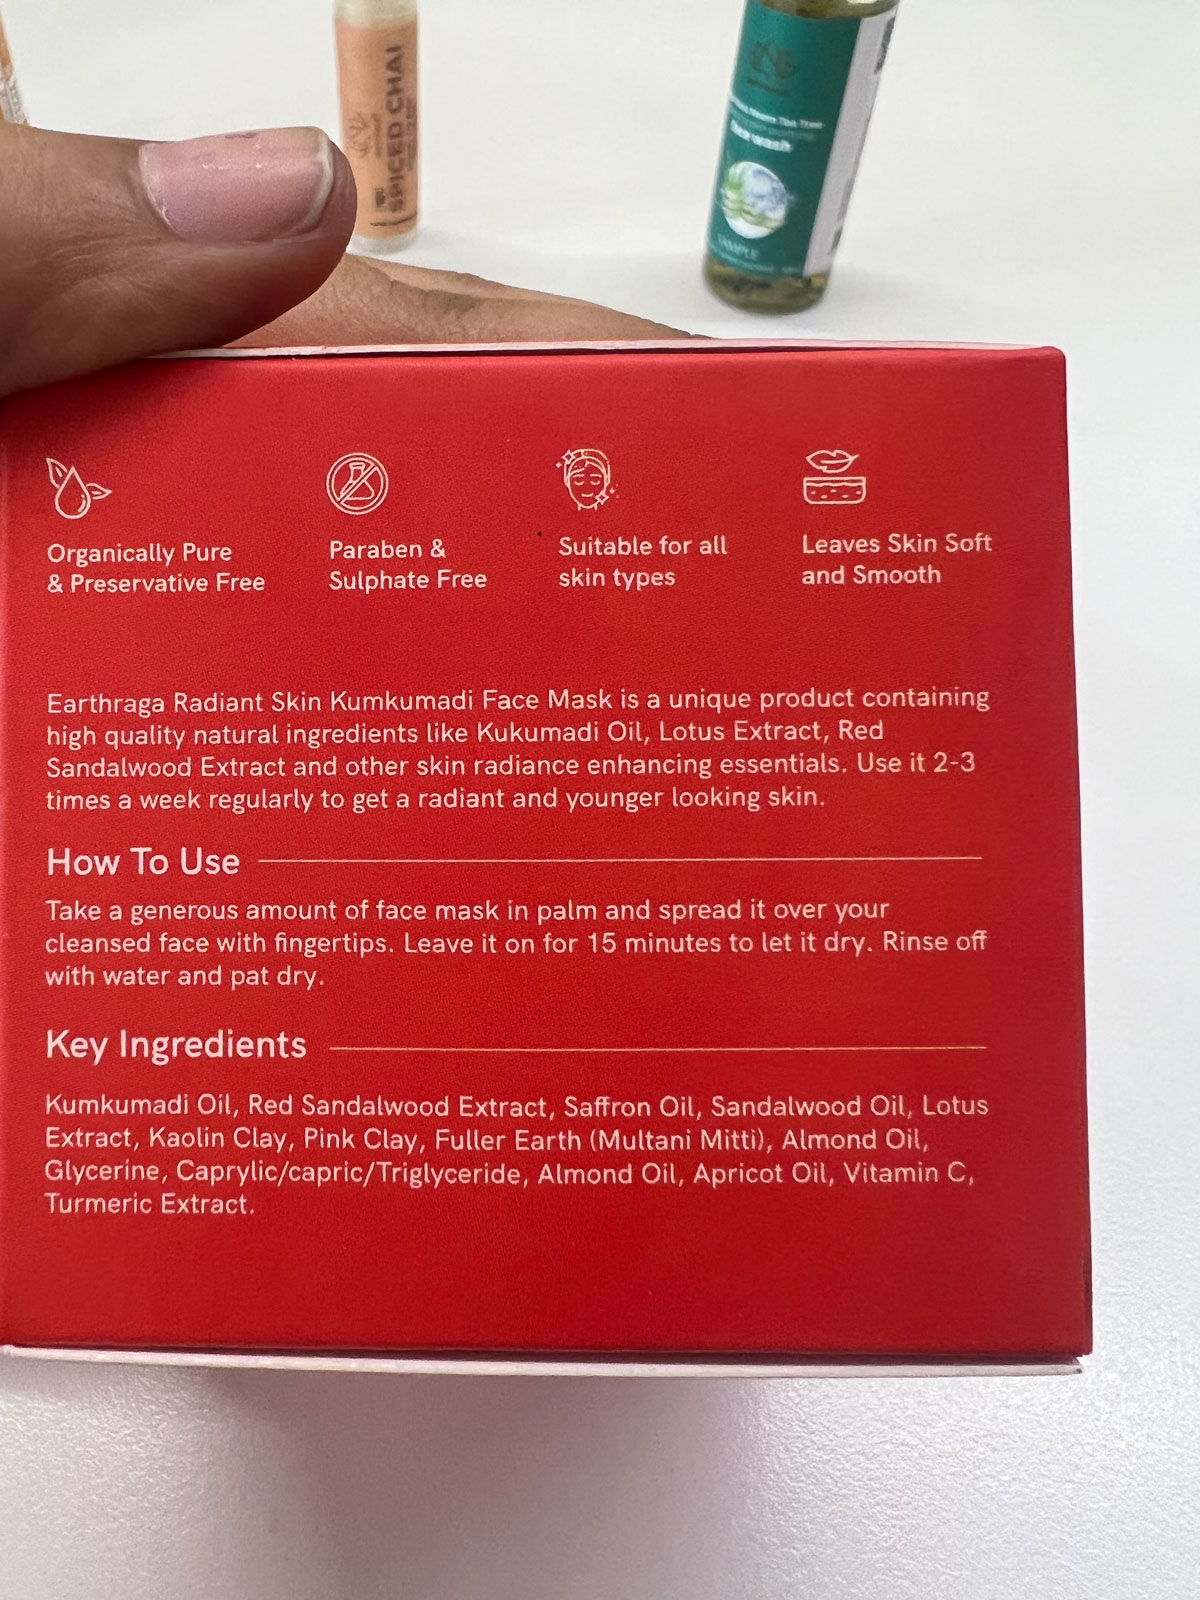 SPICED CHAI
face wash
SAMPLE
Organically Pure
& Preservative Free
Paraben &
Sulphate Free
Suitable for all
skin types
Leaves Skin Soft
and Smooth
Earthraga Radiant Skin Kumkumadi Face Mask is a unique product containing
high quality natural ingredients like Kukumadi Oil, Lotus Extract, Red
Sandalwood Extract and other skin radiance enhancing essentials. Use it 2-3
times a week regularly to get a radiant and younger looking skin.
How To Use
Take a generous amount of face mask in palm and spread it over your
cleansed face with fingertips. Leave it on for 15 minutes to let it dry. Rinse off
with water and pat dry.
Key Ingredients
Kumkumadi Oil, Red Sandalwood Extract, Saffron Oil, Sandalwood Oil, Lotus
Extract, Kaolin Clay, Pink Clay, Fuller Earth (Multani Mitti), Almond Oil,
Glycerine, Caprylic/capric/Triglyceride, Almond Oil, Apricot Oil, Vitamin C,
Turmeric Extract.